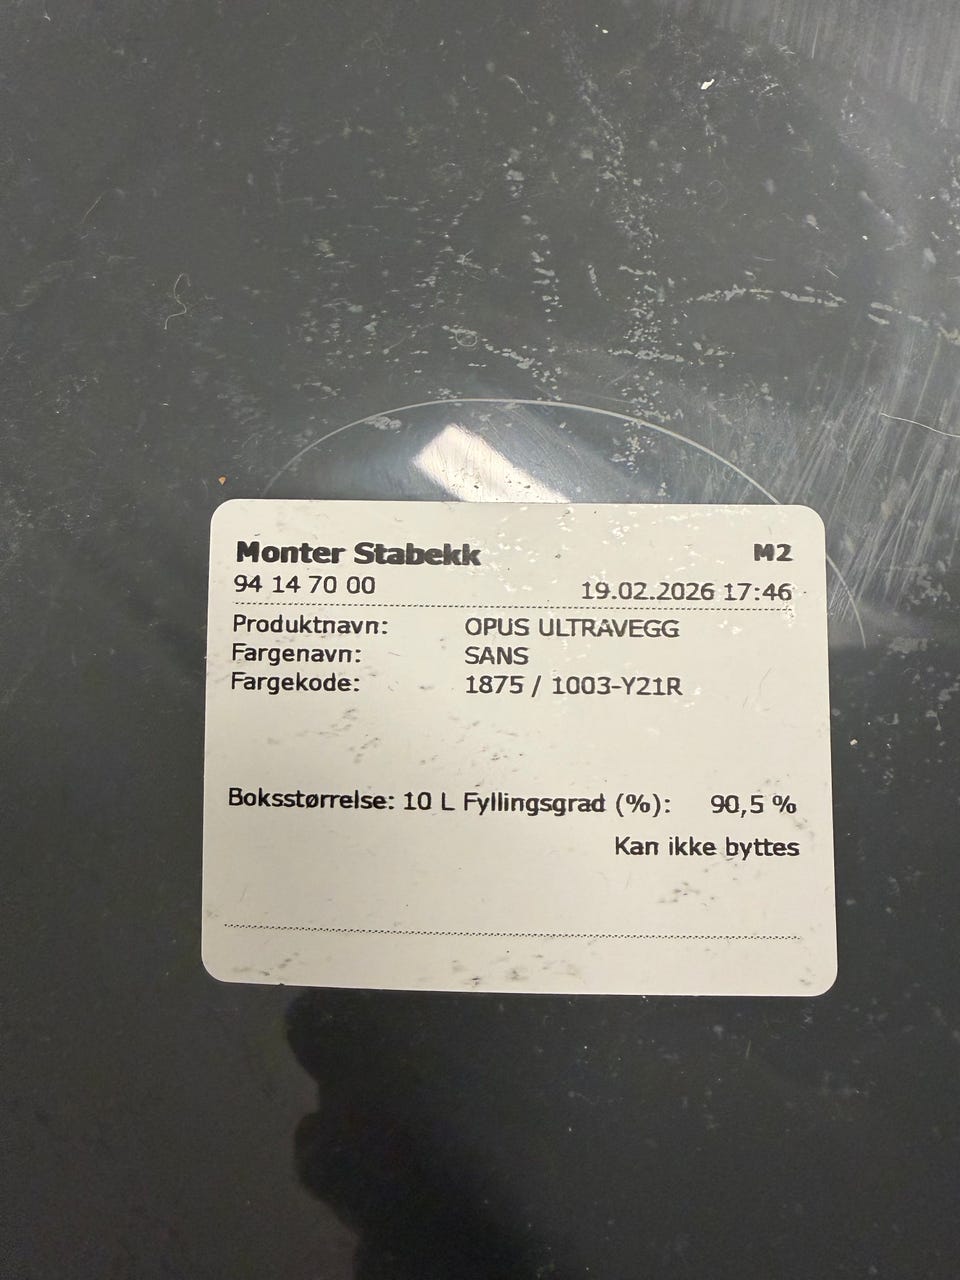 Monter Stabekk M2
94 14 70 00 19.02.2026 17:46
Produktnavn: OPUS ULTRAVEGG
Fargenavn: SANS
Fargekode: 1875 / 1003-Y21R
Boksstørrelse: 10 L Fyllingsgrad (%): 90,5 %
Kan ikke byttes